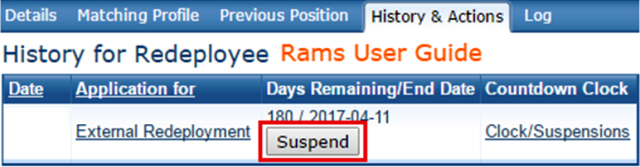 Details Matching Profile Previous Position History & Actions Log
History for Redeployee Rams User Guide
Date Application for Days Remaining/End Date Countdown Clock
180 / 2017-04-11
External Redeployment Suspend Clock/Suspensions